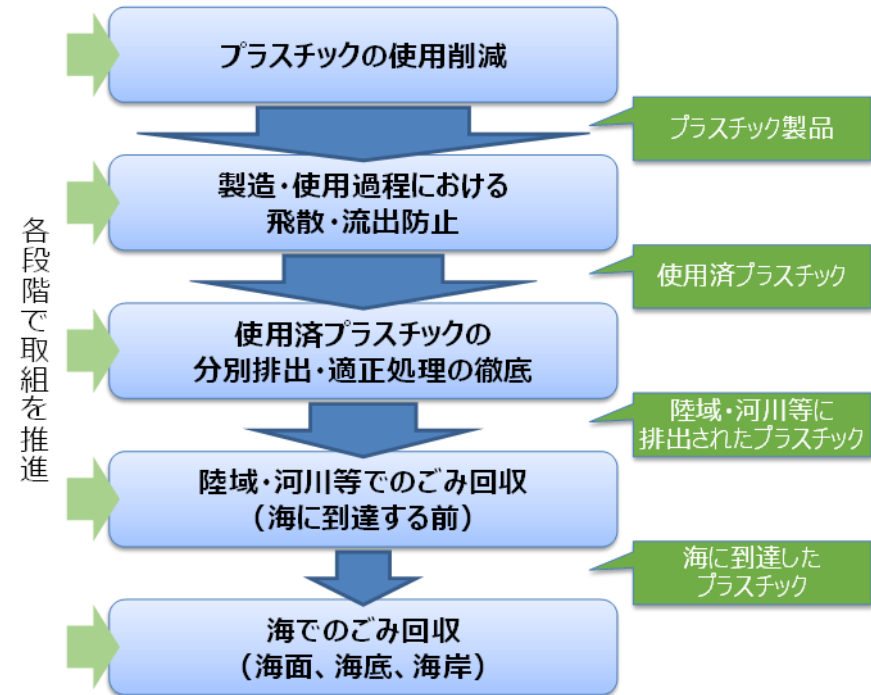 プラスチックの使用削減
プラスチック製品
製造・使用過程における
飛散・流出防止
使用済プラスチック
使用済プラスチックの
分別排出・適正処理の徹底
陸域・河川等に
排出されたプラスチック
陸域・河川等でのごみ回収
（海に到達する前）
海に到達した
プラスチック
海でのごみ回収
（海面、海底、海岸）
各段階で取組を推進